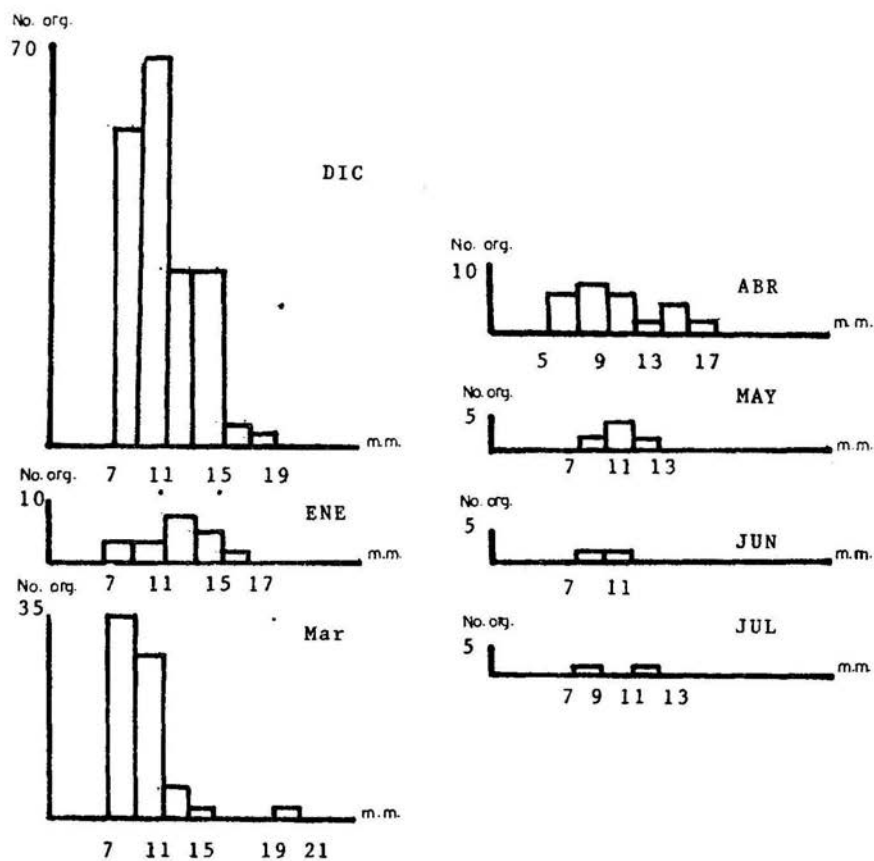 No. org.
70
DIC
m.m.
7 11 15 19
No. org.
10
ENE
m.m.
7 11 15 17
No. org.
35
Mar
m.m.
7 11 15 19 21
No. org.
10
ABR
m.m.
5 9 13 17
No. org.
5
MAY
m.m.
7 11 13
No. org.
5
JUN
m.m.
7 11
No. org.
5
JUL
m.m.
7 9 11 13